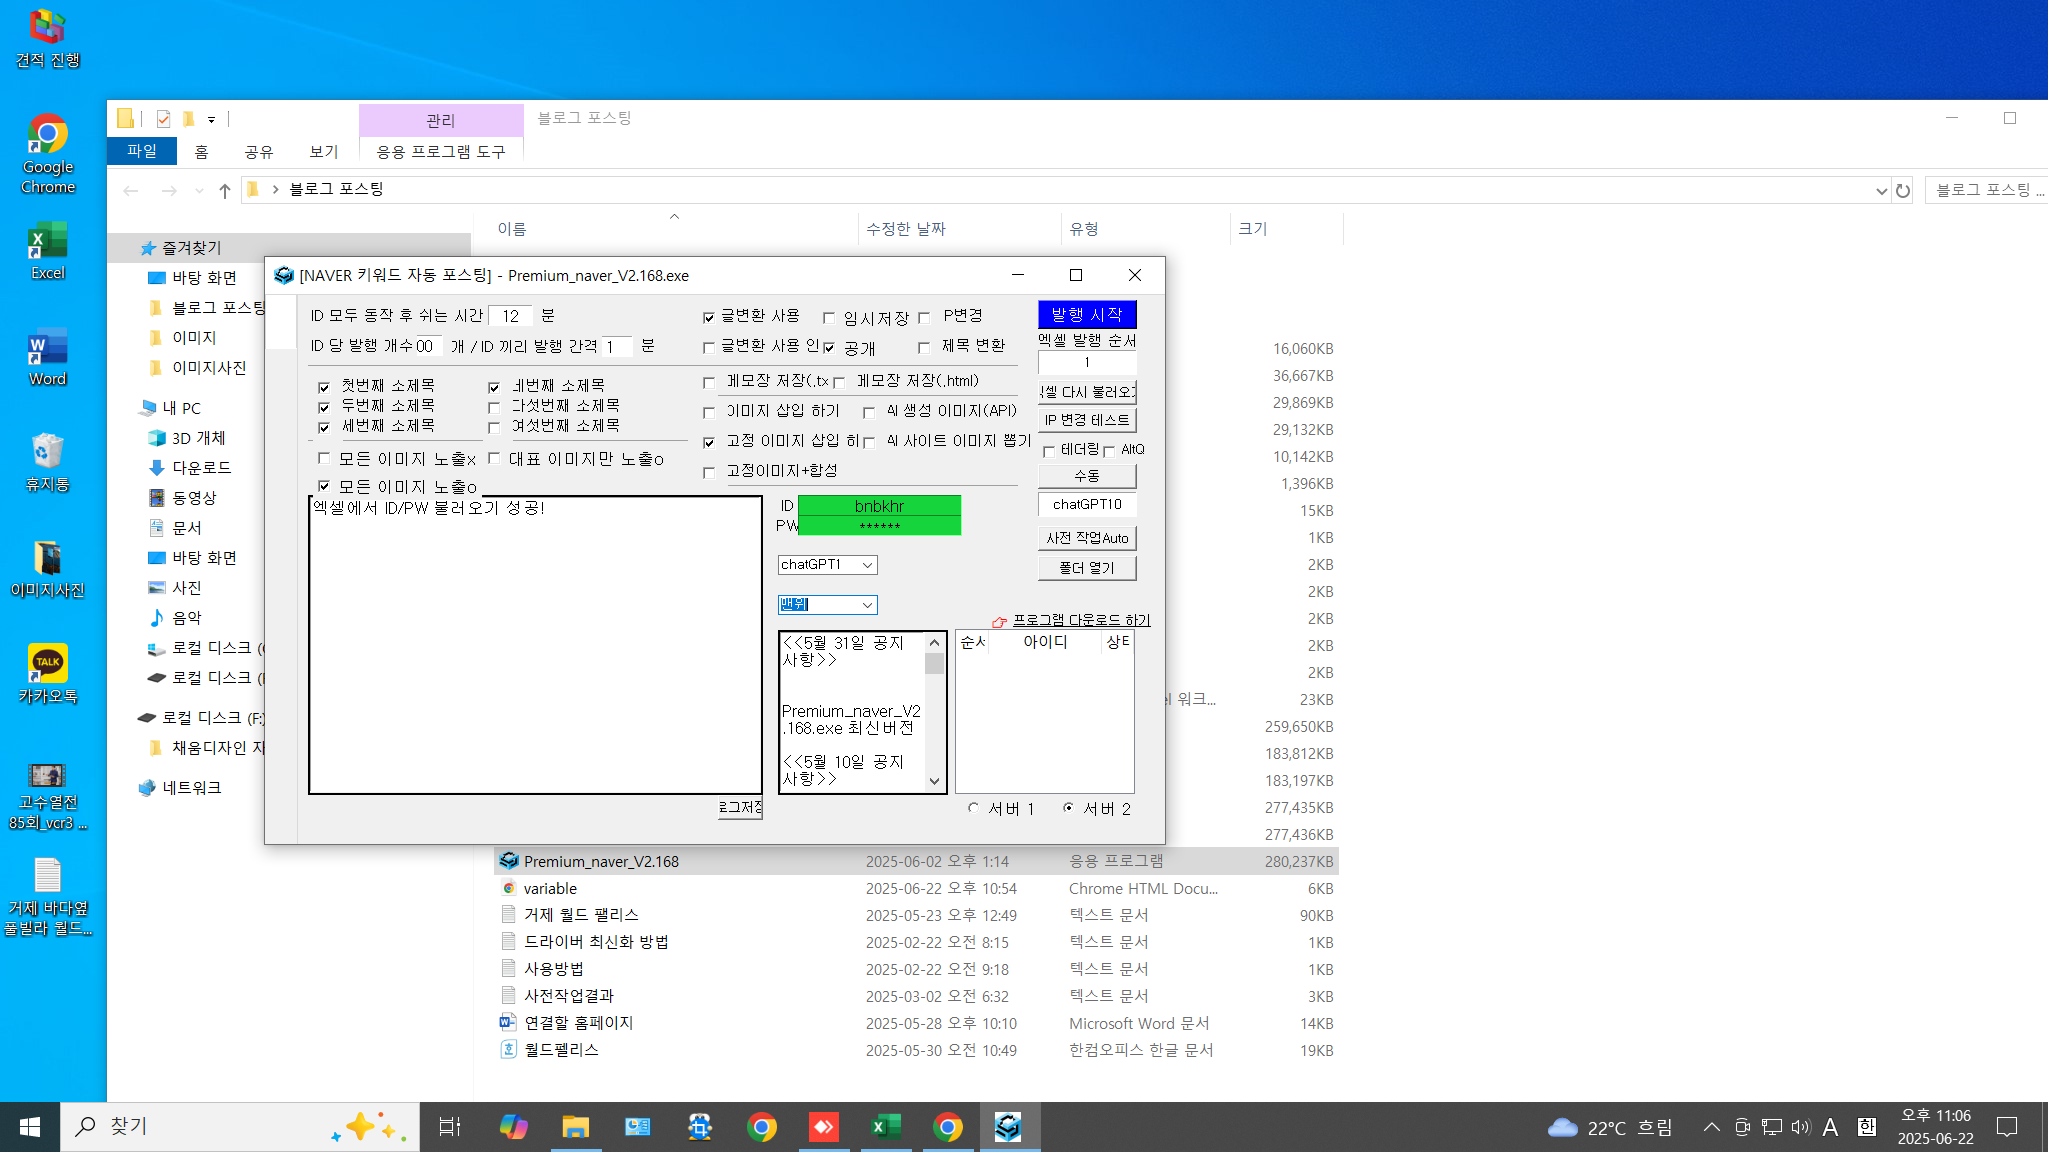 견적 진행
Google
Chrome
Excel
Word
휴지통
이미지사진
카카오톡
고수열전
85회_vcr3 ...
거제 바다옆
풀빌라 월드...
관리
블로그 포스팅
파일
홈
공유
보기
응용 프로그램 도구
블로그 포스팅
블로그 포스팅 ...
이름
수정한 날짜
유형
크기
즐겨찾기
바탕 화면
블로그 포스팅
이미지
이미지사진
내 PC
3D 개체
다운로드
동영상
문서
바탕 화면
사진
음악
로컬 디스크 (
로컬 디스크 (
로컬 디스크 (F:)
채움디자인 자
네트워크
[NAVER 키워드 자동 포스팅] - Premium_naver_V2.168.exe
ID 모두 동작 후 쉬는 시간 12 분
ID 당 발행 개수 00 개 / ID 끼리 발행 간격 1 분
글변환 사용
임시저장
P변경
글변환 사용 인
공개
제목 변환
첫번째 소제목
네번째 소제목
두번째 소제목
다섯번째 소제목
세번째 소제목
여섯번째 소제목
모든 이미지 노출x
대표 이미지만 노출o
모든 이미지 노출o
메모장 저장(.tx
메모장 저장(.html)
이미지 삽입 하기
AI 생성 이미지(API)
고정 이미지 삽입 하
AI 사이트 이미지 뽑기
고정이미지+합성
발행 시작
엑셀 발행 순서
1
엑셀 다시 불러오기
IP 변경 테스트
테더링
AltQ
수동
chatGPT10
사전 작업Auto
폴더 열기
엑셀에서 ID/PW 불러오기 성공!
ID bnbkhr
PW ******
chatGPT1
맨위
👉 프로그램 다운로드 하기
<<5월 31일 공지
사항>>
Premium_naver_V2
.168.exe 최신버전
<<5월 10일 공지
사항>>
순서
아이디
상태
로그저장
서버 1
서버 2
16,060KB
36,667KB
29,869KB
29,132KB
10,142KB
1,396KB
15KB
1KB
2KB
2KB
2KB
2KB
2KB
el 워크... 23KB
259,650KB
183,812KB
183,197KB
277,435KB
277,436KB
Premium_naver_V2.168 2025-06-02 오후 1:14 응용 프로그램 280,237KB
variable 2025-06-22 오후 10:54 Chrome HTML Docu... 6KB
거제 월드 팰리스 2025-05-23 오후 12:49 텍스트 문서 90KB
드라이버 최신화 방법 2025-02-22 오전 8:15 텍스트 문서 1KB
사용방법 2025-02-22 오전 9:18 텍스트 문서 1KB
사전작업결과 2025-03-02 오전 6:32 텍스트 문서 3KB
연결할 홈페이지 2025-05-28 오후 10:10 Microsoft Word 문서 14KB
월드펠리스 2025-05-30 오전 10:49 한컴오피스 한글 문서 19KB
찾기
22°C 흐림
A
한
오후 11:06
2025-06-22